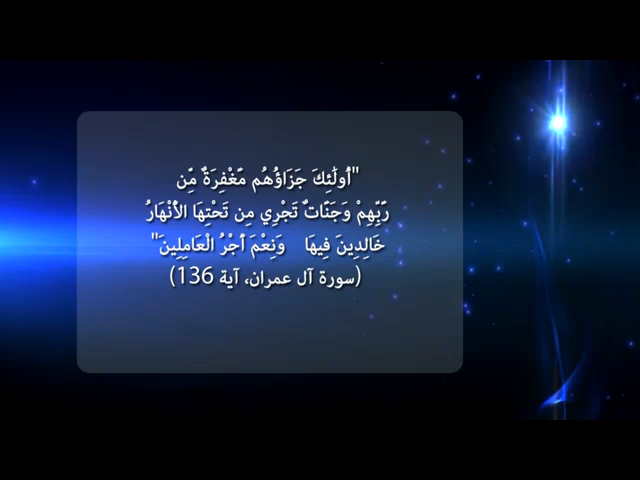 "أُولَٰئِكَ جَزَاؤُهُم مَّغْفِرَةٌ مِّن
رَّبِّهِمْ وَجَنَّاتٌ تَجْرِي مِن تَحْتِهَا الْأَنْهَارُ
خَالِدِينَ فِيهَا وَنِعْمَ أَجْرُ الْعَامِلِينَ"
(سورة آل عمران، آية 136)